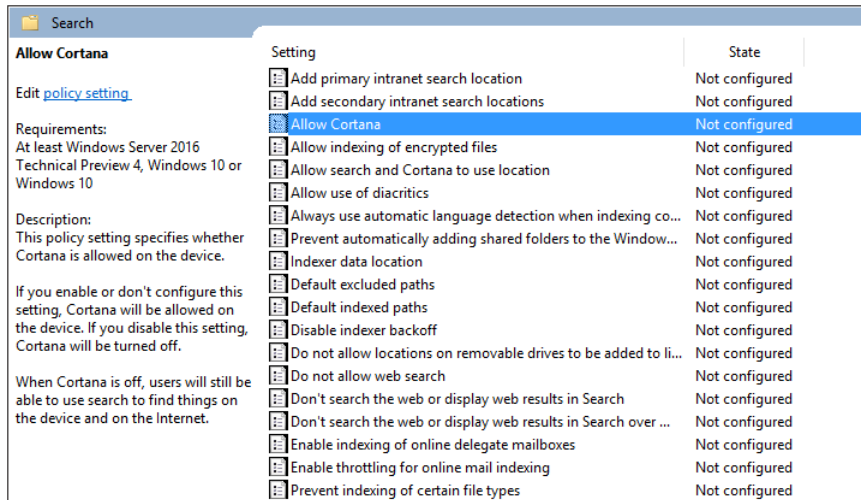 Search
Allow Cortana
Edit policy setting
Requirements:
At least Windows Server 2016
Technical Preview 4, Windows 10 or
Windows 10
Description:
This policy setting specifies whether
Cortana is allowed on the device.
If you enable or don't configure this
setting, Cortana will be allowed on
the device. If you disable this setting,
Cortana will be turned off.
When Cortana is off, users will still be
able to use search to find things on
the device and on the Internet.
Setting State
Add primary intranet search location Not configured
Add secondary intranet search locations Not configured
Allow Cortana Not configured
Allow indexing of encrypted files Not configured
Allow search and Cortana to use location Not configured
Allow use of diacritics Not configured
Always use automatic language detection when indexing co... Not configured
Prevent automatically adding shared folders to the Window... Not configured
Indexer data location Not configured
Default excluded paths Not configured
Default indexed paths Not configured
Disable indexer backoff Not configured
Do not allow locations on removable drives to be added to li... Not configured
Do not allow web search Not configured
Don't search the web or display web results in Search Not configured
Don't search the web or display web results in Search over ... Not configured
Enable indexing of online delegate mailboxes Not configured
Enable throttling for online mail indexing Not configured
Prevent indexing of certain file types Not configured